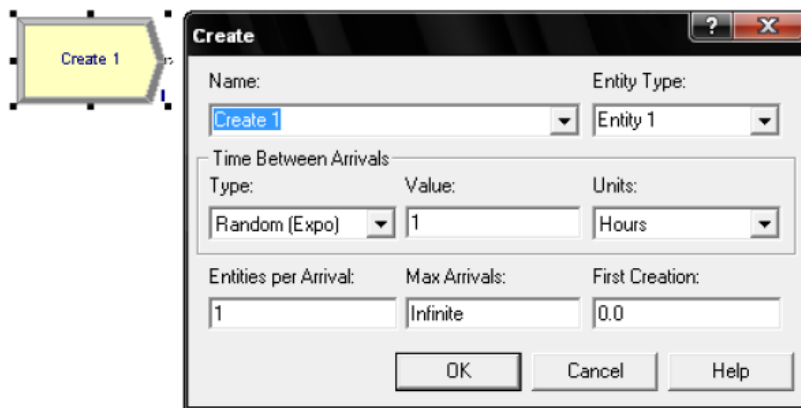 Create 1
Create
Name: Entity Type:
Create 1 Entity 1
Time Between Arrivals
Type: Value: Units:
Random (Expo) 1 Hours
Entities per Arrival: Max Arrivals: First Creation:
1 Infinite 0.0
OK Cancel Help